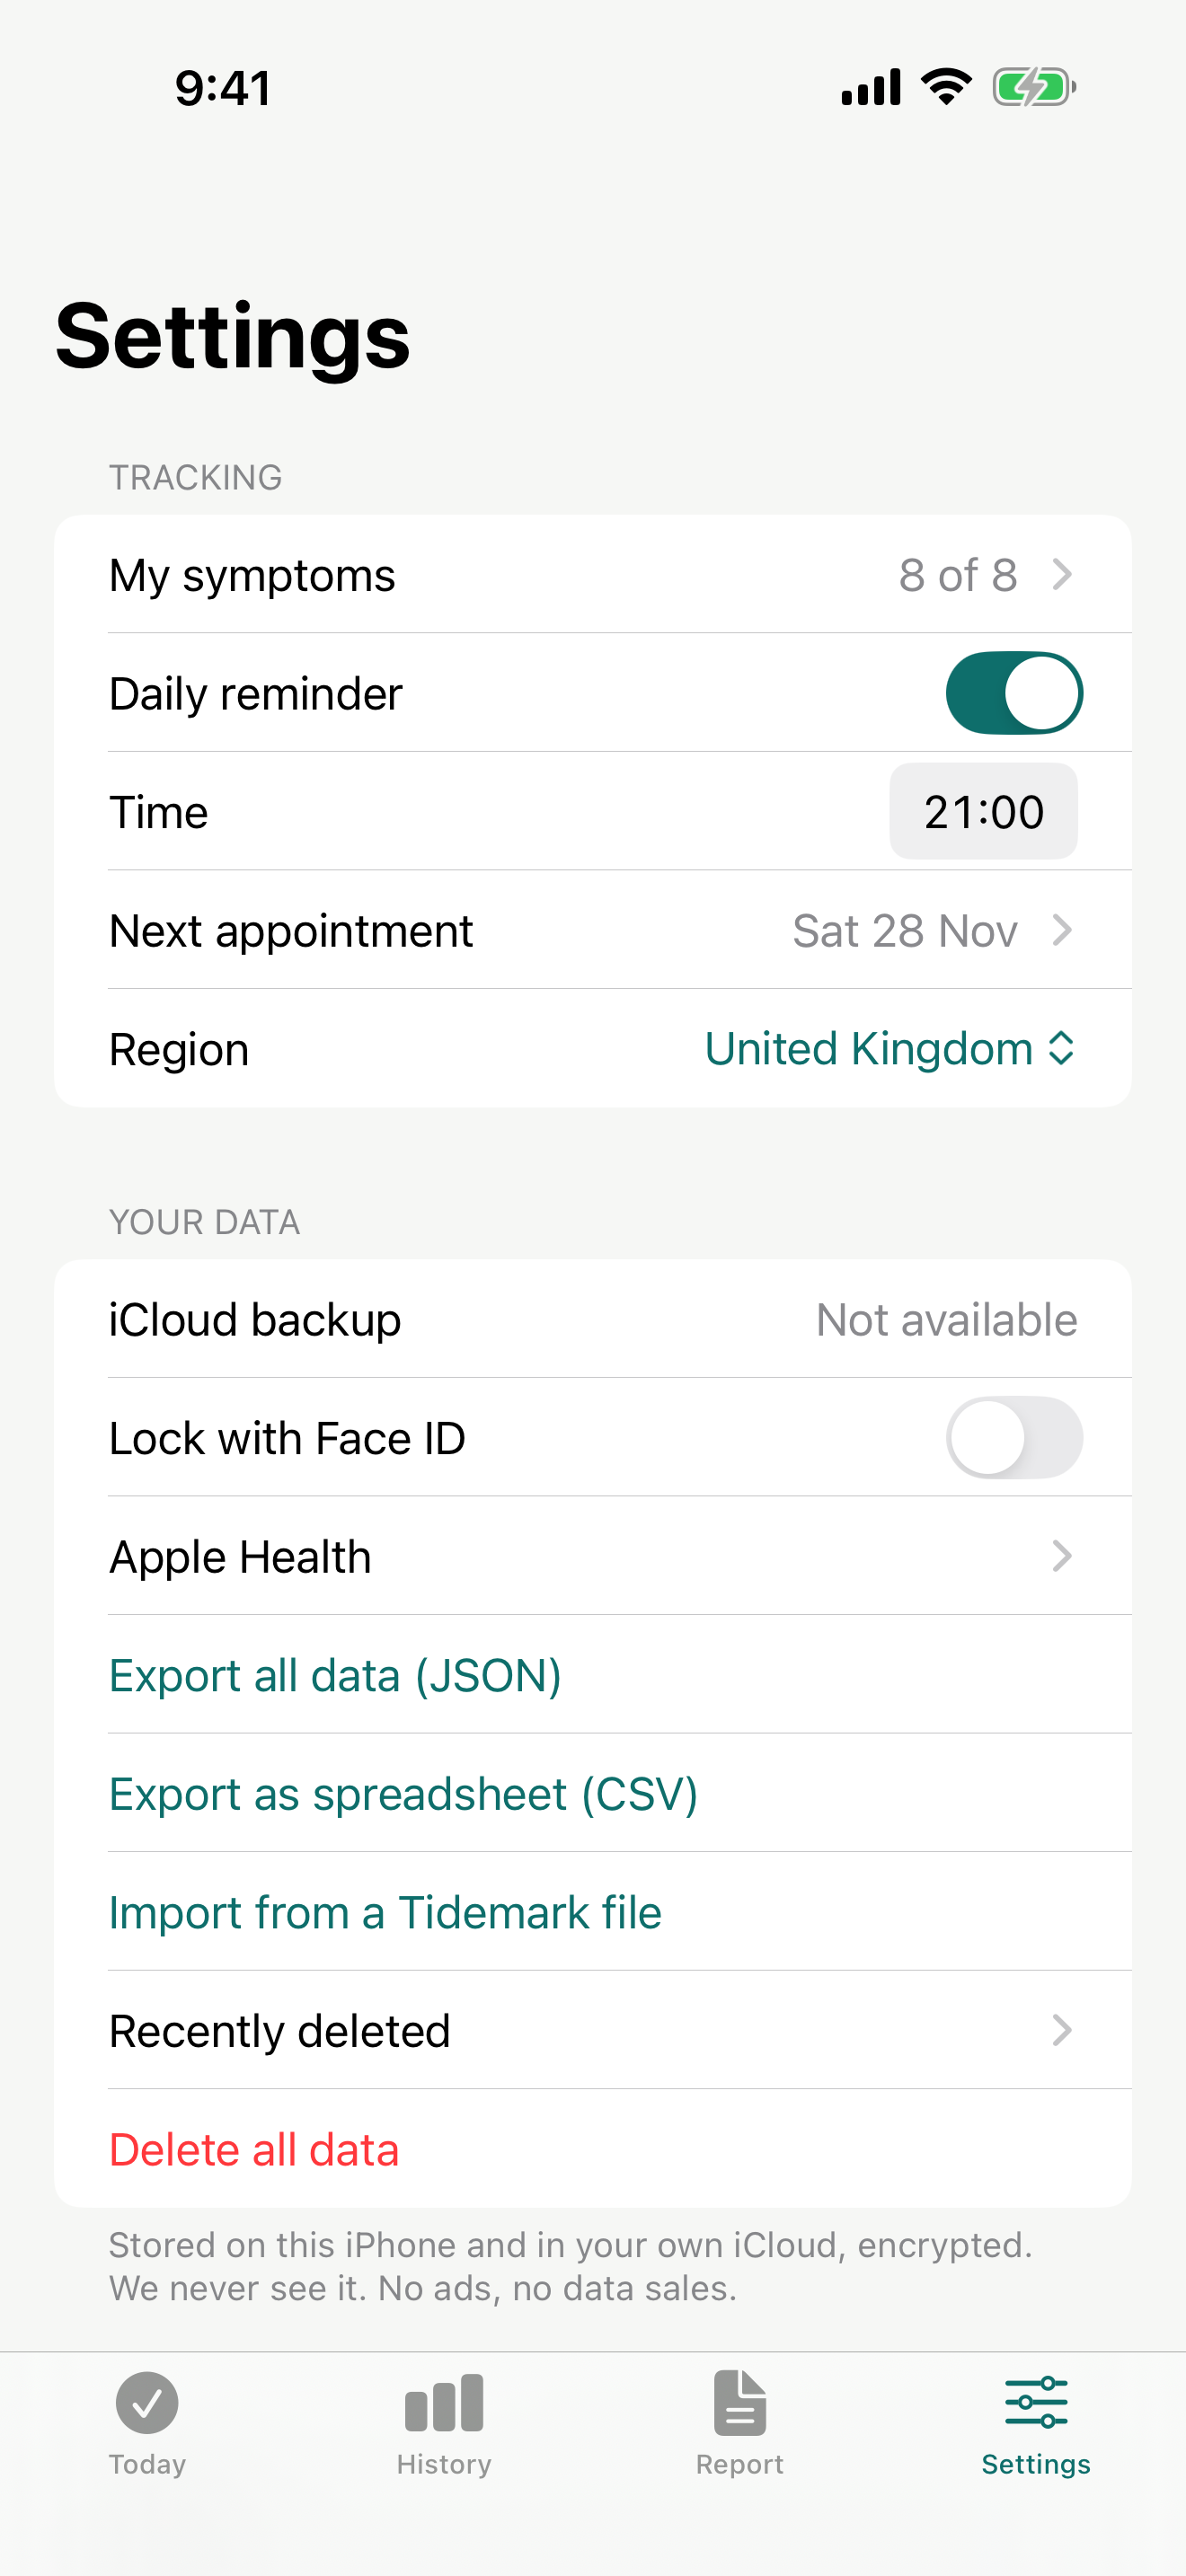 9:41
Settings
TRACKING
My symptoms 8 of 8
Daily reminder
Time 21:00
Next appointment Sat 28 Nov
Region United Kingdom
YOUR DATA
iCloud backup Not available
Lock with Face ID
Apple Health
Export all data (JSON)
Export as spreadsheet (CSV)
Import from a Tidemark file
Recently deleted
Delete all data
Stored on this iPhone and in your own iCloud, encrypted.
We never see it. No ads, no data sales.
Today History Report Settings